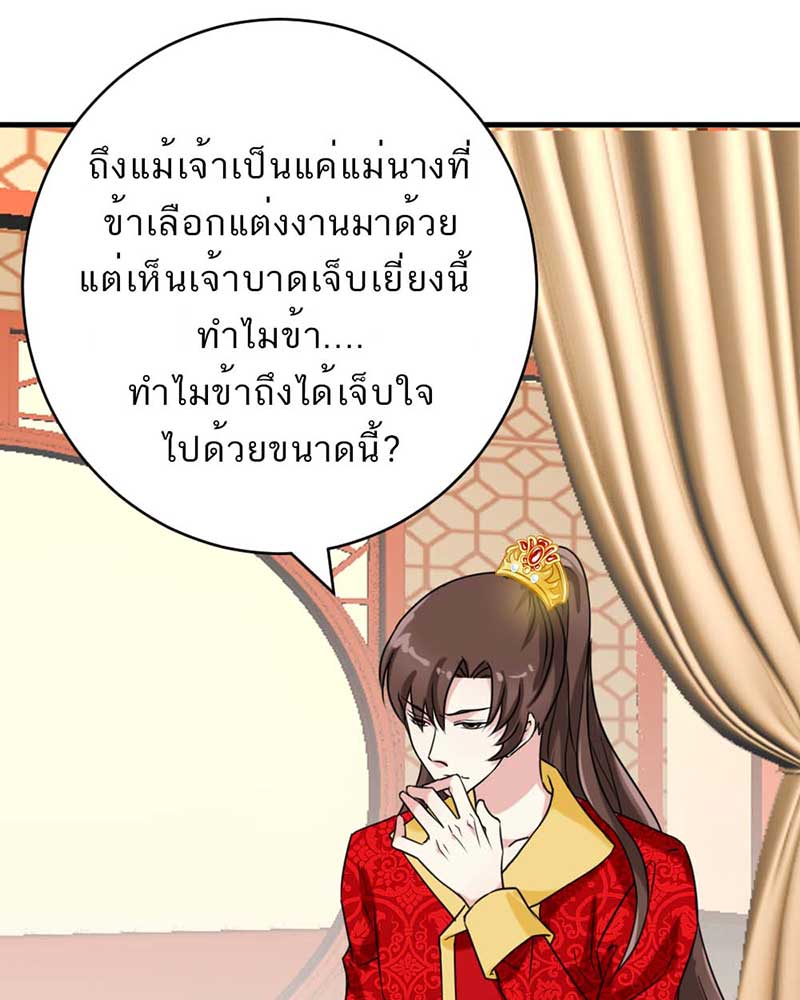 ถึงแม้เจ้าเป็นแค่แม่นางที่
ข้าเลือกแต่งงานมาด้วย
แต่เห็นเจ้าบาดเจ็บเยี่ยงนี้
ทำไมข้า....
ทำไมข้าถึงได้เจ็บใจ
ไปด้วยขนาดนี้?